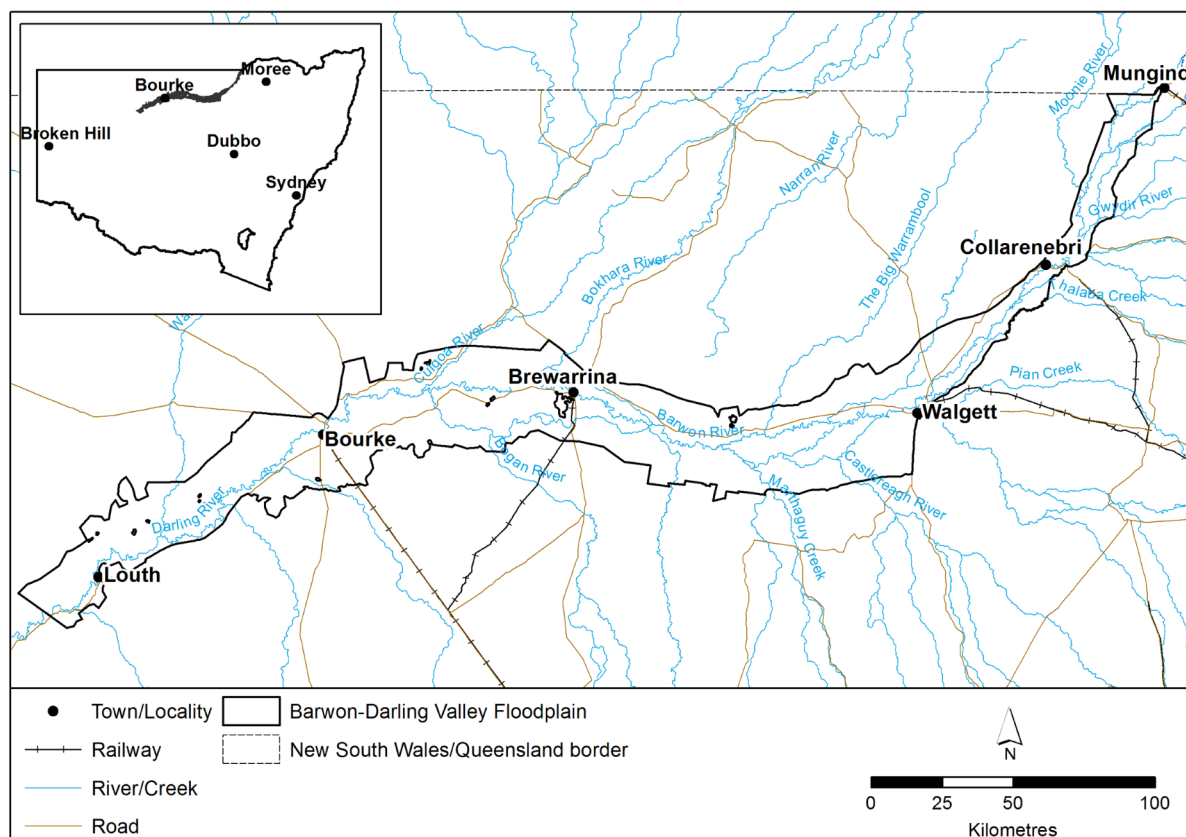 Moree
Bourke
Broken Hill
Dubbo
Sydney
Mungind
Moonie River
Narran River
Gwydir River
The Big Warrambool
Collarenebri
Bokhara River
Thalaba Creek
Culgoa River
Pian Creek
Brewarrina
Barwon River
Walgett
Bourke
Bogan River
Castlereagh River
Marthaguy Creek
Darling River
Louth
Town/Locality
Barwon-Darling Valley Floodplain
Railway
New South Wales/Queensland border
River/Creek
Road
N
0 25 50 100
Kilometres